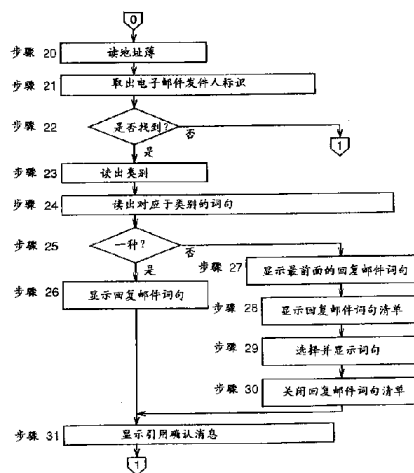 0
步骤 20
读地址薄
步骤 21
取出电子邮件发件人标识
步骤 22
是否找到?
否
是
1
步骤 23
读出类别
步骤 24
读出对应于类别的词句
步骤 25
一种?
否
是
步骤 26
显示回复邮件词句
步骤 27
显示最前面的回复邮件词句
步骤 28
显示回复邮件词句清单
步骤 29
选择并显示词句
步骤 30
关闭回复邮件词句清单
步骤 31
显示引用确认消息
1